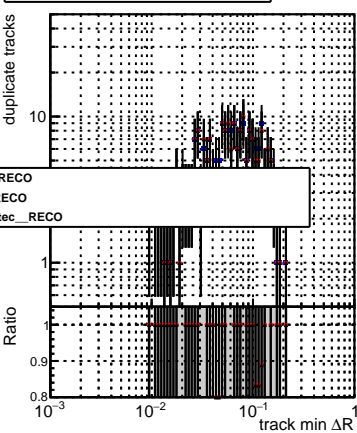 duplicate tracks
10
RECO
RECO
tec__RECO
1
Ratio
1
0.9
0.8
10⁻³
10⁻²
10⁻¹
1
track min ΔR